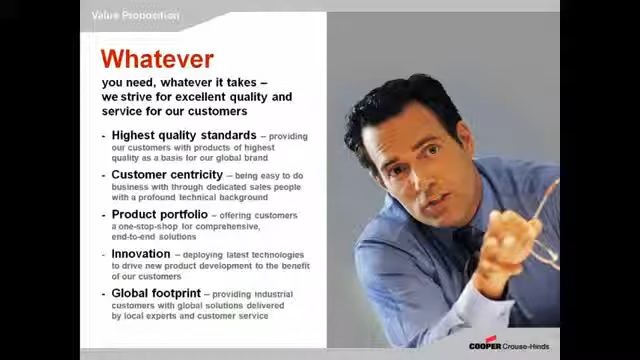 Value Proposition
Whatever
you need, whatever it takes –
we strive for excellent quality and
service for our customers
- Highest quality standards – providing
our customers with products of highest
quality as a basis for our global brand
- Customer centricity – being easy to do
business with through dedicated sales people
with a profound technical background
- Product portfolio – offering customers
a one-stop-shop for comprehensive,
end-to-end solutions
- Innovation – deploying latest technologies
to drive new product development to the benefit
of our customers
- Global footprint – providing industrial
customers with global solutions delivered
by local experts and customer service
COOPER Crouse-Hinds